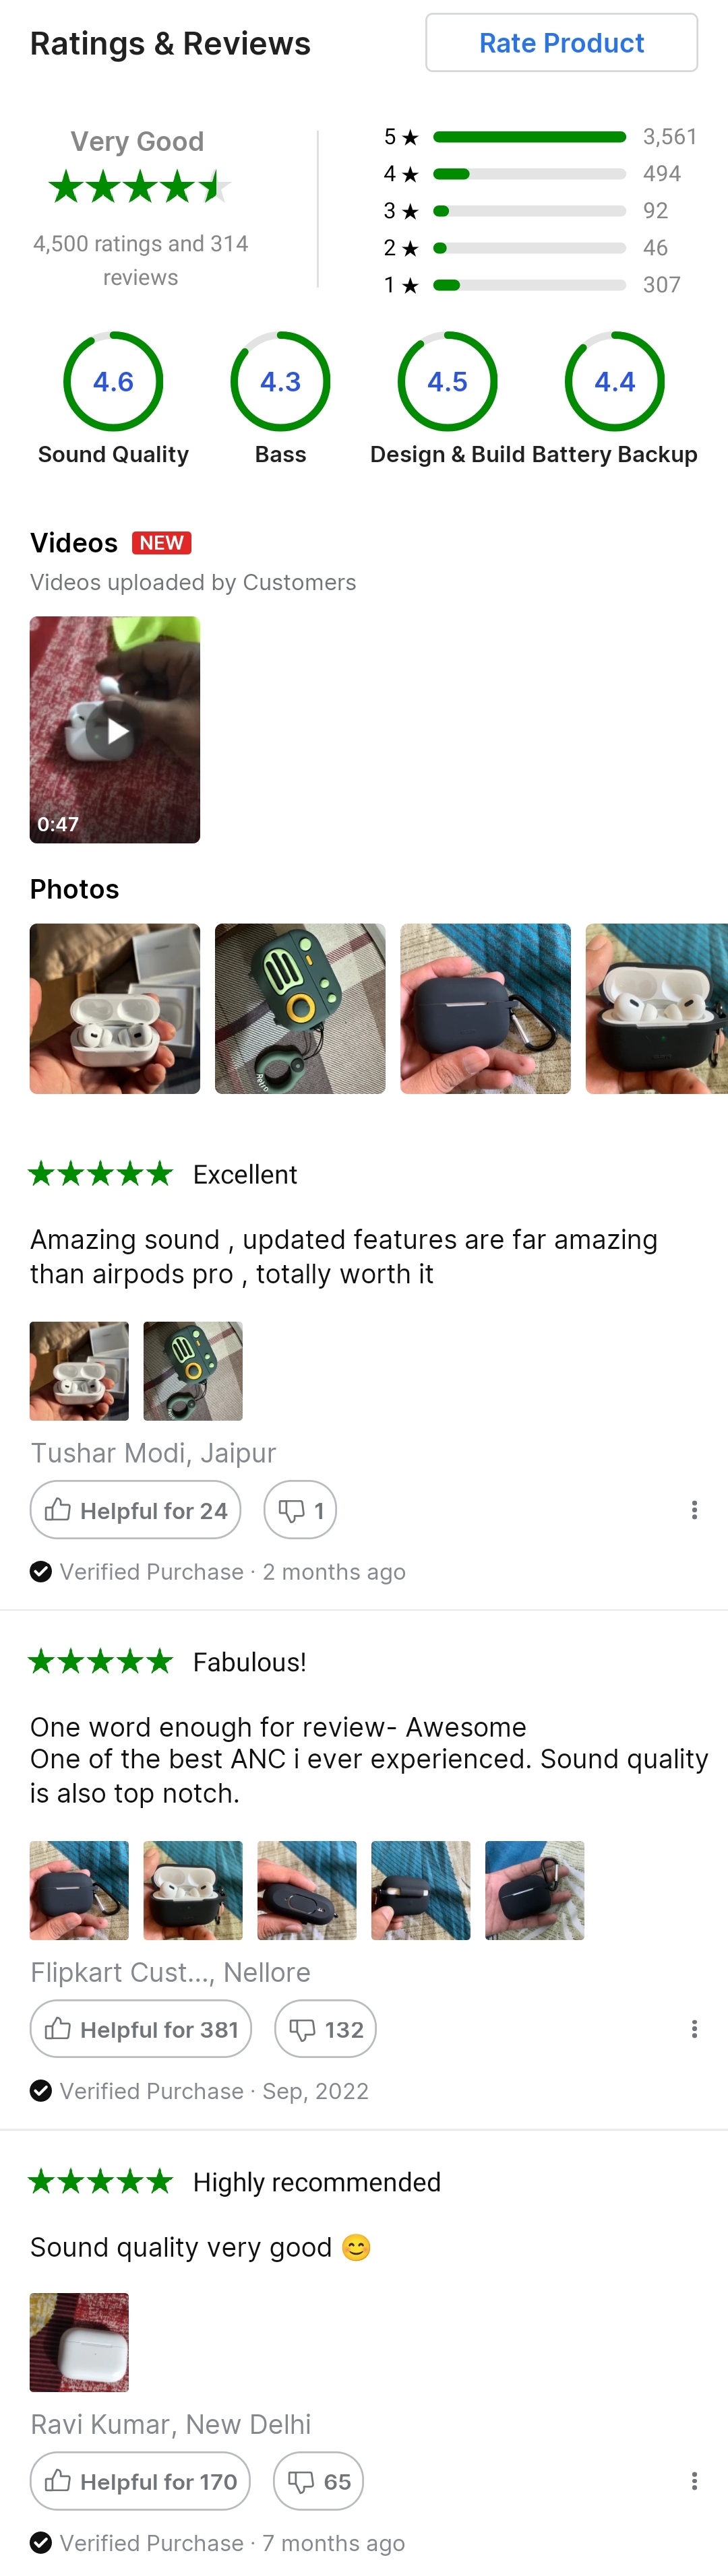 Ratings & Reviews
Rate Product
Very Good
4,500 ratings and 314
reviews
5 ★ 3,561
4 ★ 494
3 ★ 92
2 ★ 46
1 ★ 307
4.6 4.3 4.5 4.4
Sound Quality Bass Design & Build Battery Backup
Videos NEW
Videos uploaded by Customers
0:47
Photos
Retro
Excellent
Amazing sound , updated features are far amazing
than airpods pro , totally worth it
Tushar Modi, Jaipur
Helpful for 24 1
Verified Purchase · 2 months ago
Fabulous!
One word enough for review- Awesome
One of the best ANC i ever experienced. Sound quality
is also top notch.
Flipkart Cust..., Nellore
Helpful for 381 132
Verified Purchase · Sep, 2022
Highly recommended
Sound quality very good 😊
Ravi Kumar, New Delhi
Helpful for 170 65
Verified Purchase · 7 months ago